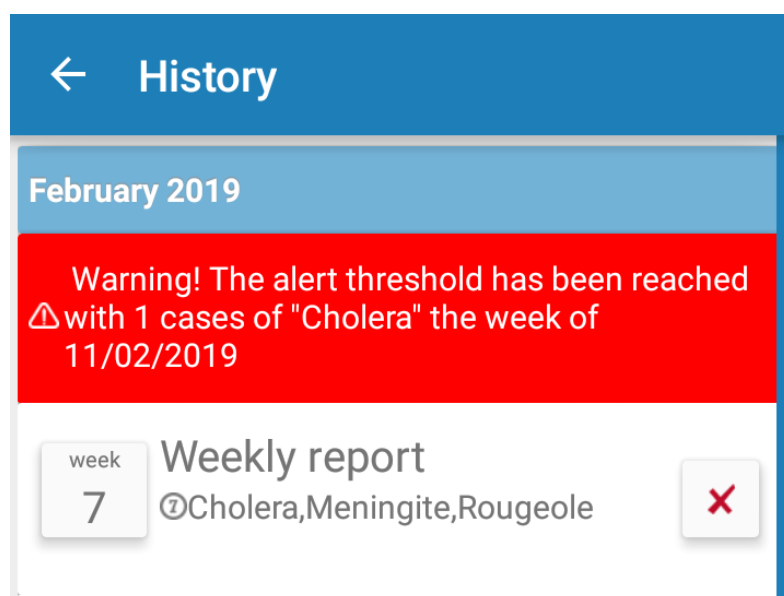 History
February 2019
Warning! The alert threshold has been reached
with 1 cases of "Cholera" the week of
11/02/2019
week
7
Weekly report
⑦Cholera,Meningite,Rougeole